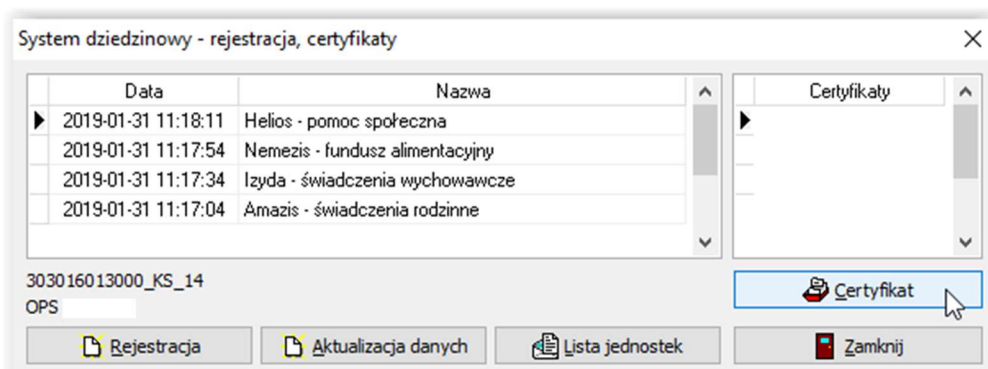 System dziedzinowy - rejestracja, certyfikaty
Data Nazwa Certyfikaty
2019-01-31 11:18:11 Helios - pomoc społeczna
2019-01-31 11:17:54 Nemezis - fundusz alimentacyjny
2019-01-31 11:17:34 Izyda - świadczenia wychowawcze
2019-01-31 11:17:04 Amazis - świadczenia rodzinne
303016013000_KS_14
OPS
Certyfikat
Rejestracja Aktualizacja danych Lista jednostek Zamknij